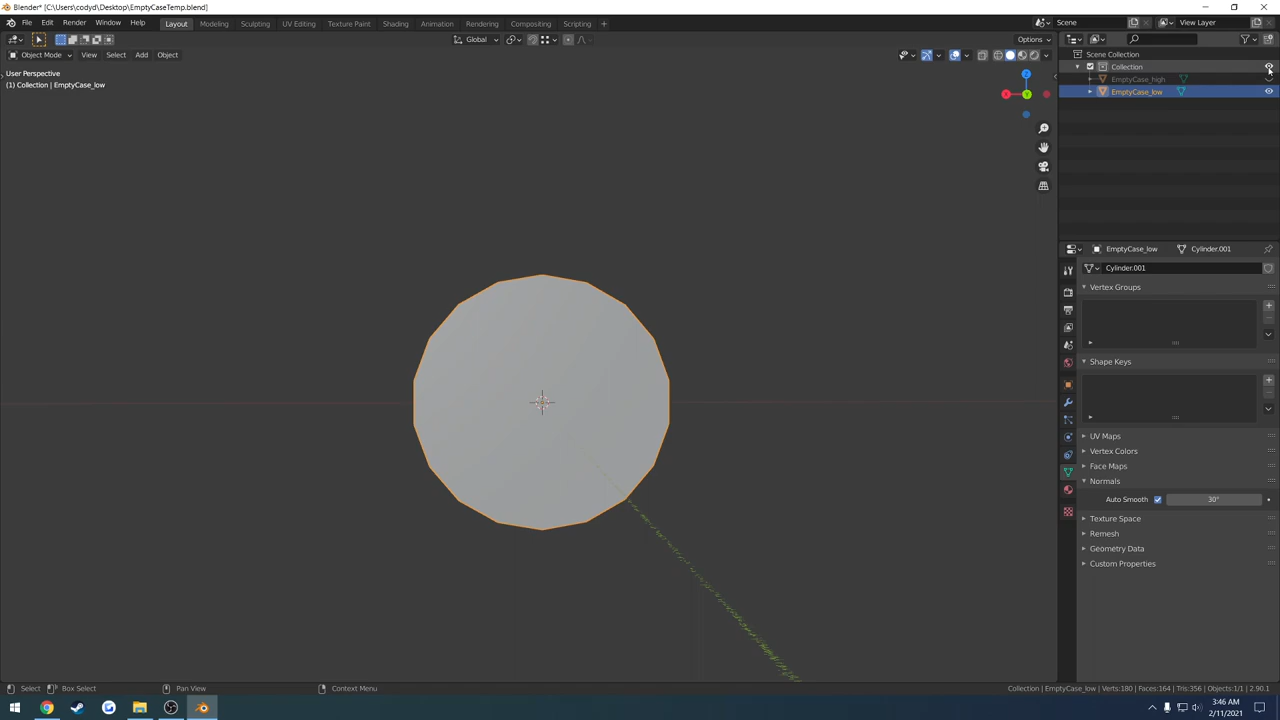 Blender* [C:\Users\codyd\Desktop\EmptyCaseTemp.blend]
File Edit Render Window Help Layout Modeling Sculpting UV Editing Texture Paint Shading Animation Rendering Compositing Scripting + Scene View Layer
Global Options
Object Mode View Select Add Object
User Perspective
(1) Collection | EmptyCase_low
Z
X Y
Scene Collection
Collection
EmptyCase_high
EmptyCase_low
EmptyCase_low Cylinder.001
Cylinder.001
Vertex Groups
Shape Keys
UV Maps
Vertex Colors
Face Maps
Normals
Auto Smooth 30°
Texture Space
Remesh
Geometry Data
Custom Properties
Select Box Select Pan View Context Menu Collection | EmptyCase_low | Verts:180 | Faces:164 | Tris:356 | Objects:1/1 | 2.90.1
3:46 AM
2/11/2021